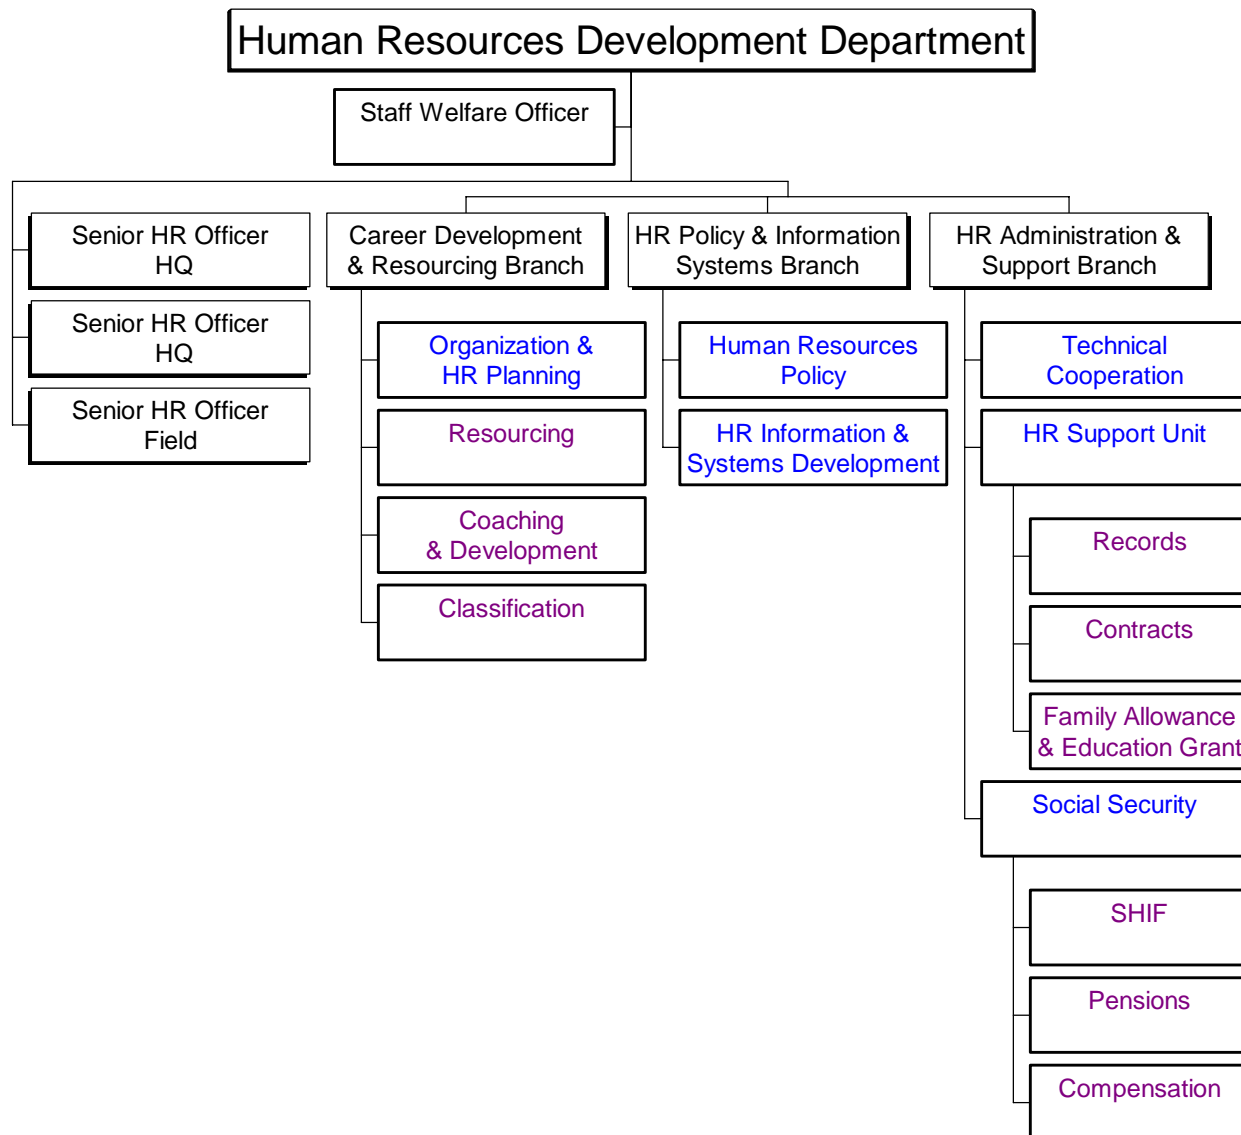 Human Resources Development Department
Staff Welfare Officer
Senior HR Officer
HQ
Senior HR Officer
HQ
Senior HR Officer
Field
Career Development
& Resourcing Branch
Organization &
HR Planning
Resourcing
Coaching
& Development
Classification
HR Policy & Information
Systems Branch
Human Resources
Policy
HR Information &
Systems Development
HR Administration &
Support Branch
Technical
Cooperation
HR Support Unit
Records
Contracts
Family Allowance
& Education Grant
Social Security
SHIF
Pensions
Compensation